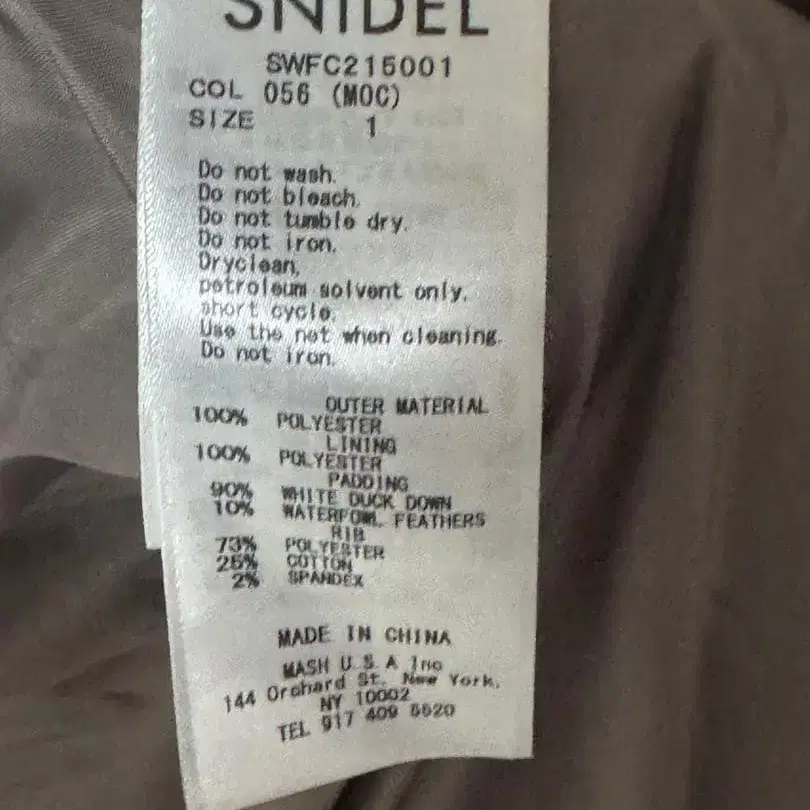 SNIDEL
SWFC215001
COL 056 (MOC)
SIZE 1
Do not wash.
Do not bleach.
Do not tumble dry.
Do not iron.
Dryclean,
petroleum solvent only.
short cycle.
Use the net when cleaning.
Do not iron.
OUTER MATERIAL
100% POLYESTER
LINING
100% POLYESTER
PADDING
90% WHITE DUCK DOWN
10% WATERFOWL FEATHERS
RIB
73% POLYESTER
25% COTTON
2% SPANDEX
MADE IN CHINA
MASH U.S.A Inc
144 Orchard St. New York,
NY 10002
TEL 917 409